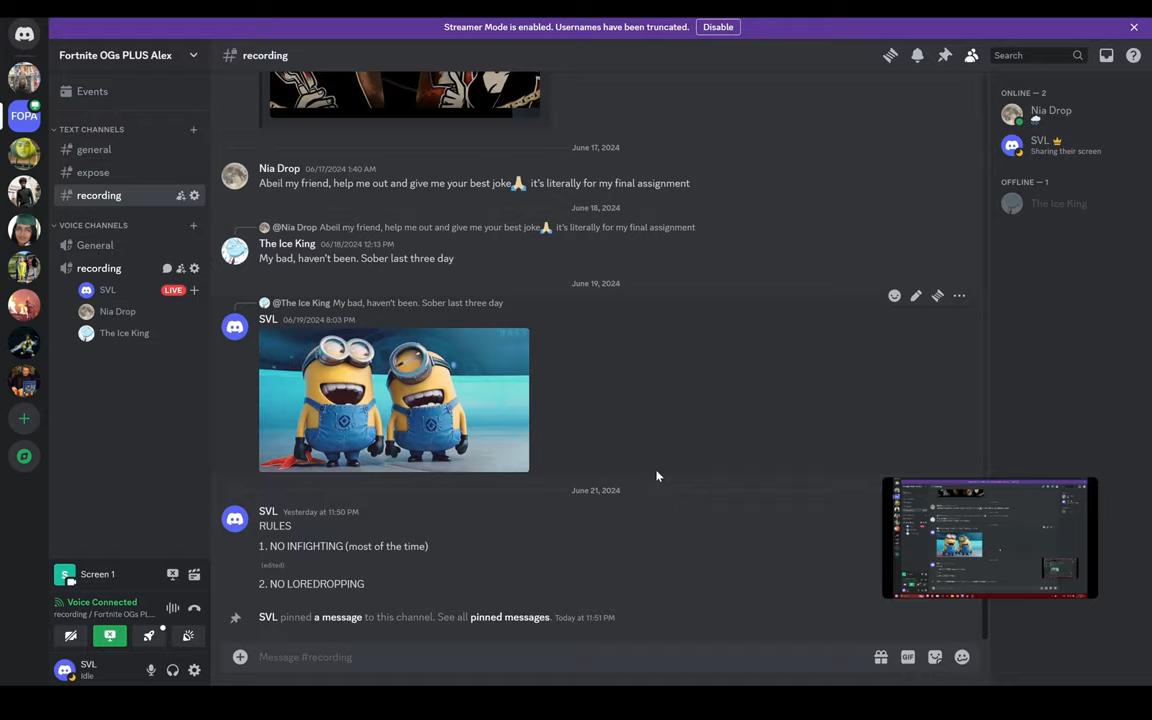 Streamer Mode is enabled. Usernames have been truncated.
Disable
Fortnite OGs PLUS Alex
recording
Search
Events
TEXT CHANNELS
general
expose
recording
VOICE CHANNELS
General
recording
SVL
LIVE
Nia Drop
The Ice King
FOPA
Screen 1
Voice Connected
recording / Fortnite OGs PL...
S
SVL
Idle
June 17, 2024
Nia Drop 06/17/2024 1:40 AM
Abeil my friend, help me out and give me your best joke🙏🏼 it's literally for my final assignment
June 18, 2024
@Nia Drop Abeil my friend, help me out and give me your best joke🙏🏼 it's literally for my final assignment
The Ice King 06/18/2024 12:13 PM
My bad, haven't been. Sober last three day
June 19, 2024
@The Ice King My bad, haven't been. Sober last three day
SVL 06/19/2024 8:03 PM
June 21, 2024
SVL Yesterday at 11:50 PM
RULES
1. NO INFIGHTING (most of the time)
(edited)
2. NO LOREDROPPING
SVL pinned a message to this channel. See all pinned messages. Today at 11:51 PM
Message #recording
GIF
ONLINE — 2
Nia Drop
SVL
Sharing their screen
OFFLINE — 1
The Ice King